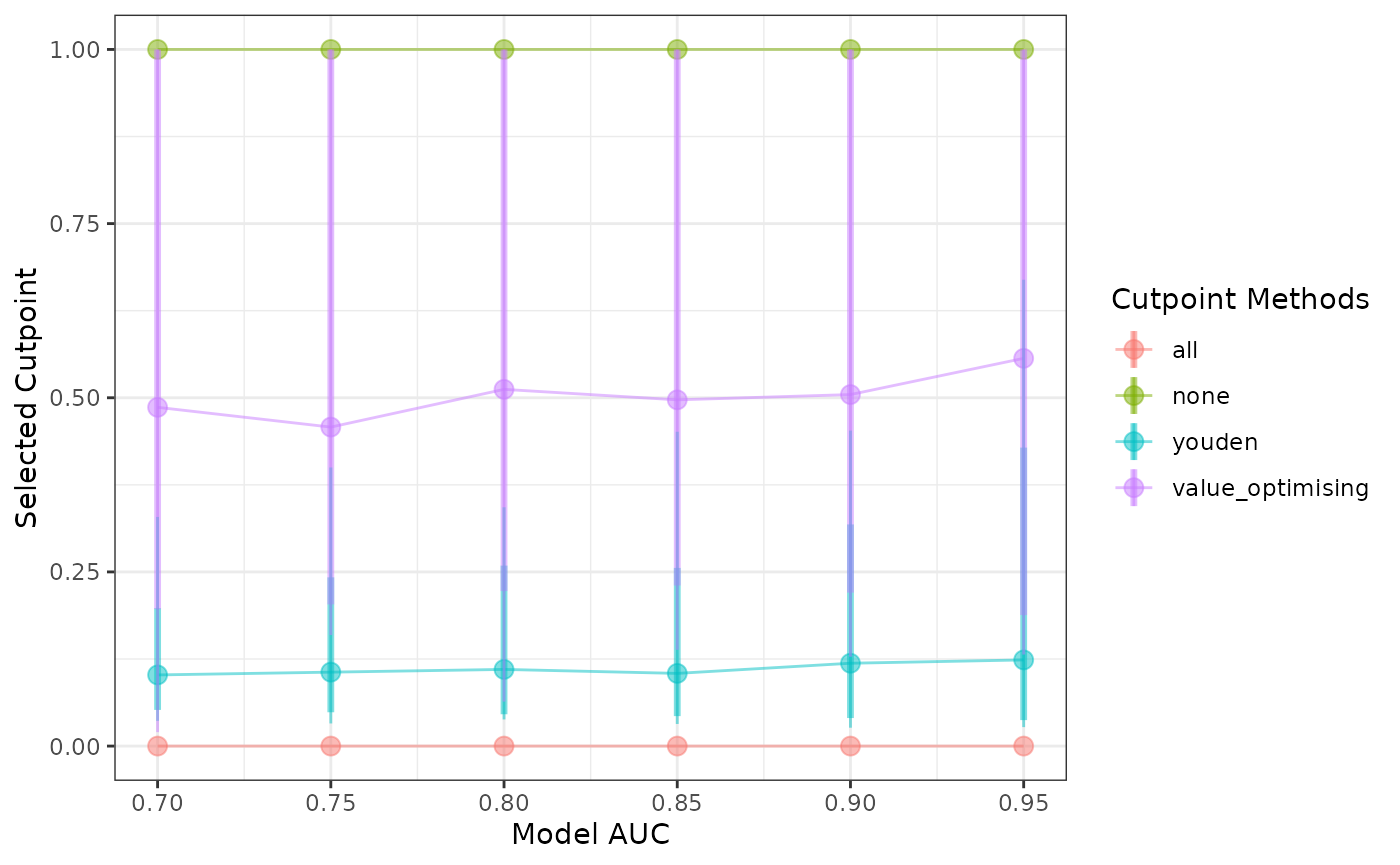 1.00
0.75
0.50
0.25
0.00
Selected Cutpoint
0.70 0.75 0.80 0.85 0.90 0.95
Model AUC
Cutpoint Methods
all
none
youden
value_optimising